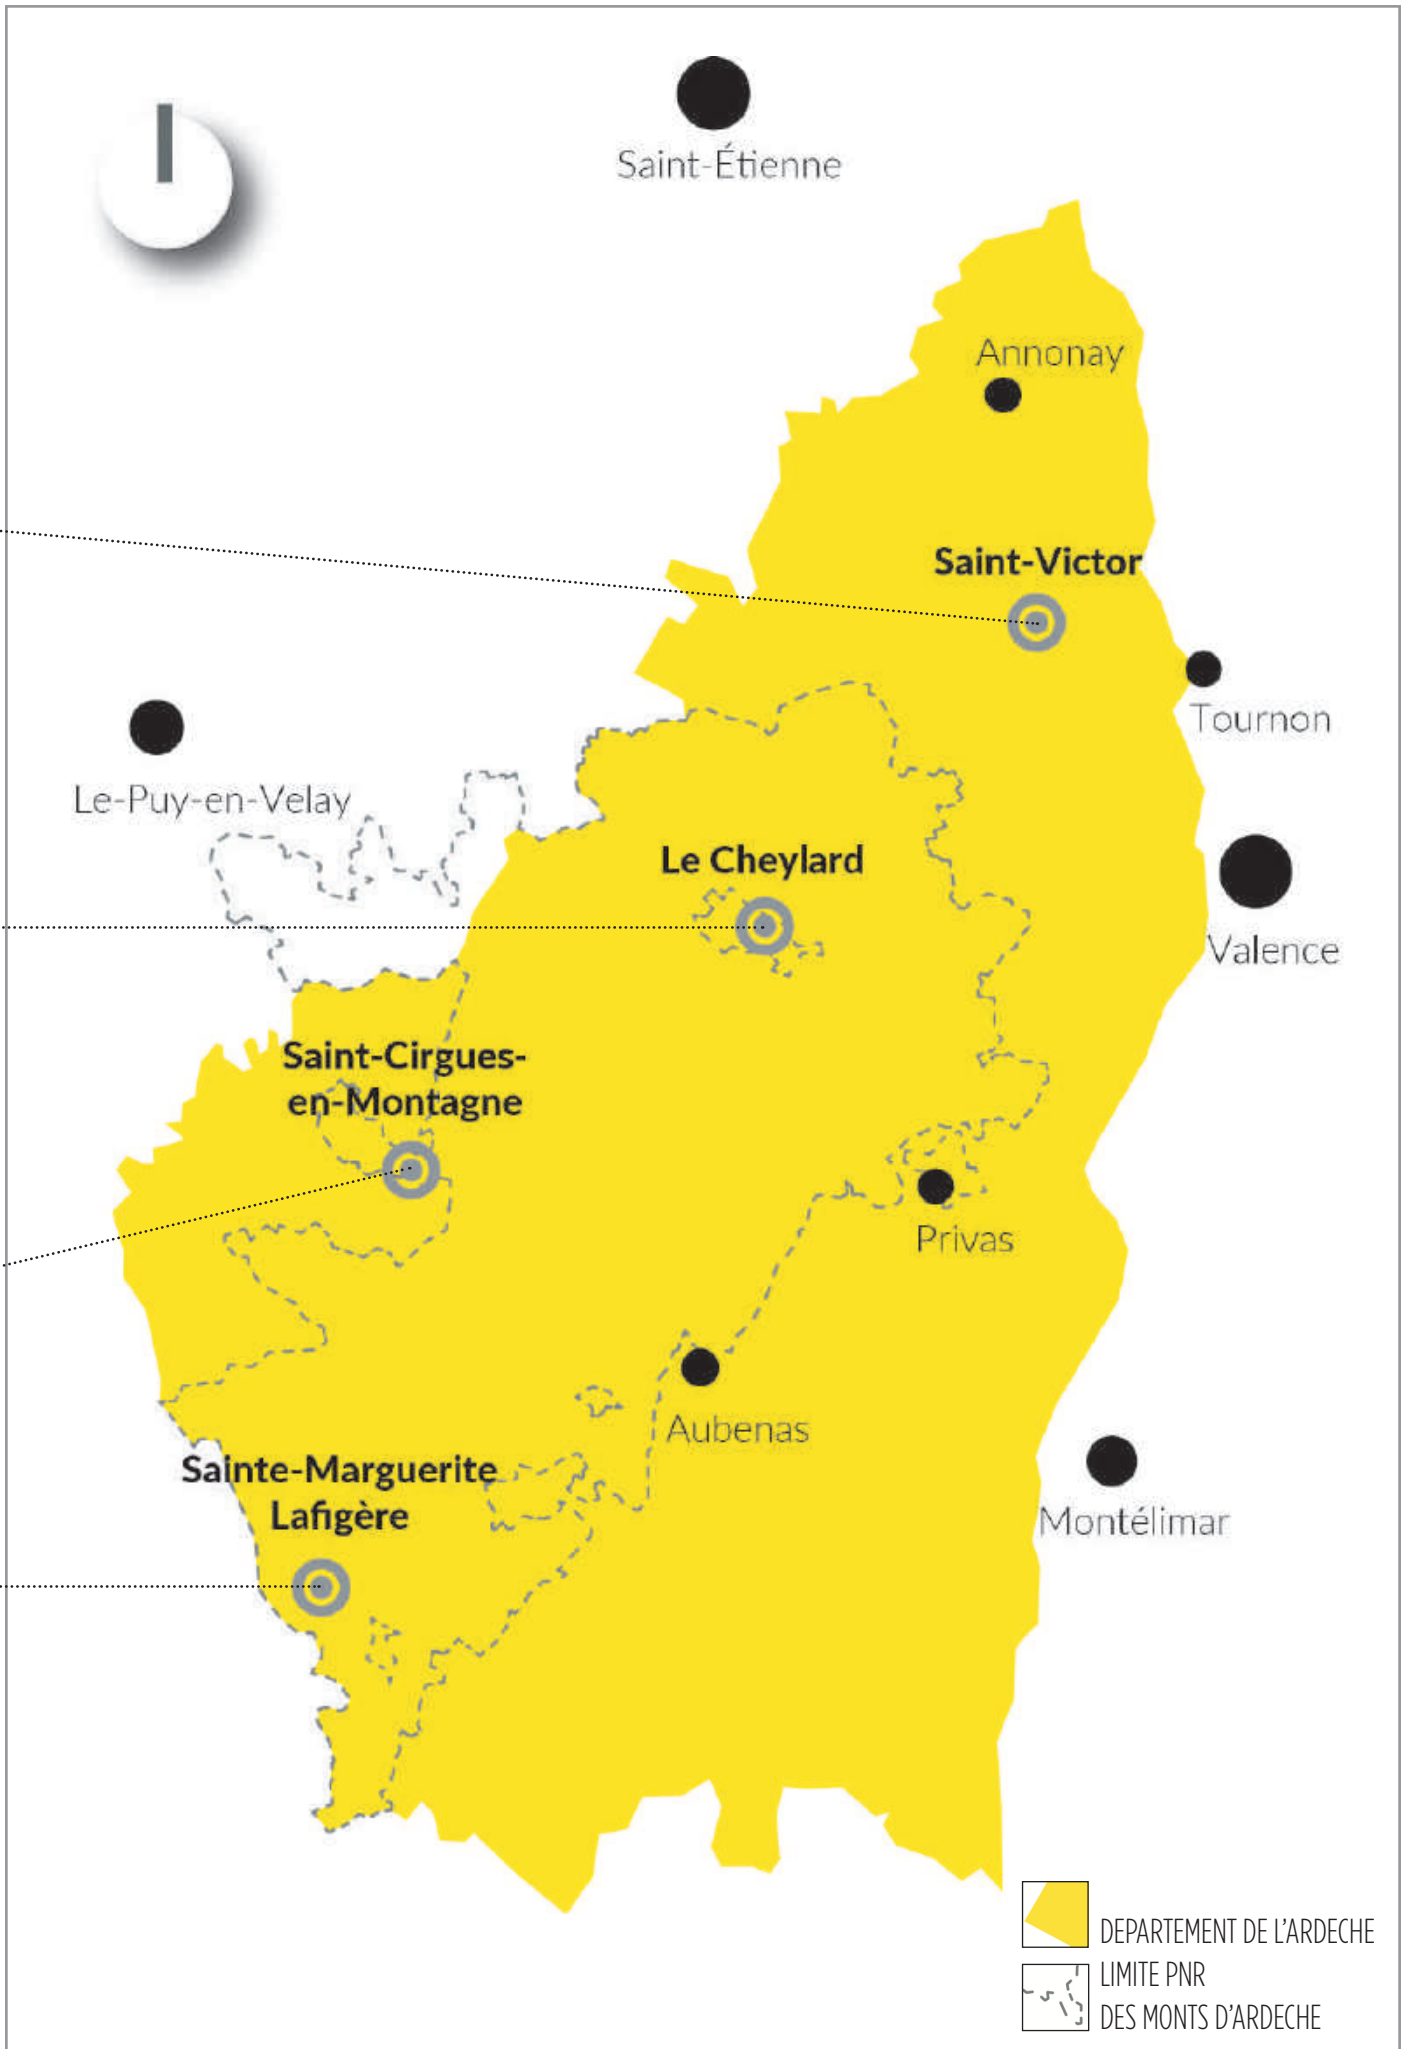 Saint-Étienne
Annonay
Saint-Victor
Tournon
Le-Puy-en-Velay
Le Cheylard
Valence
Saint-Cirgues-
en-Montagne
Privas
Aubenas
Sainte-Marguerite
Lafigère
Montélimar
DEPARTEMENT DE L'ARDECHE
LIMITE PNR
DES MONTS D'ARDECHE